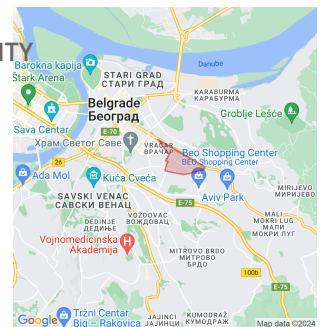 ITY
Barokna kapija
Danube
Štark Arena
STARI GRAD
СТАРИ ГРАД
KARABURMA
КАРАБУРМА
Belgrade
Београд
Groblje Lešće
Sava Centar
E-70
Храм Светог Саве
VRAČAR
ВРАЧАР
Beo Shopping Center
BEO Shopping Center
26
Ada Mol
Kuća Cveća
Aviv Park
MIRIJEVO
МИРИЈЕВО
SAVSKI VENAC
САВСКИ ВЕНАЦ
E-75
MALI
MOKRI LUG
МАЛИ
МОКРИ ЛУГ
DEDINJE
ДЕДИЊЕ
VOŽDOVAC
ВОЖДОВАЦ
Vojnomedicinska
Akademija
MITROVO BRDO
МИТРОВО
БРДО
100b
E-75
Tržni Centar
Big – Rakovica
JAJINCI
ЈАЈИНЦИ
KUMODRAŽ
КУМОДРАЖ
Google
Map data ©2024